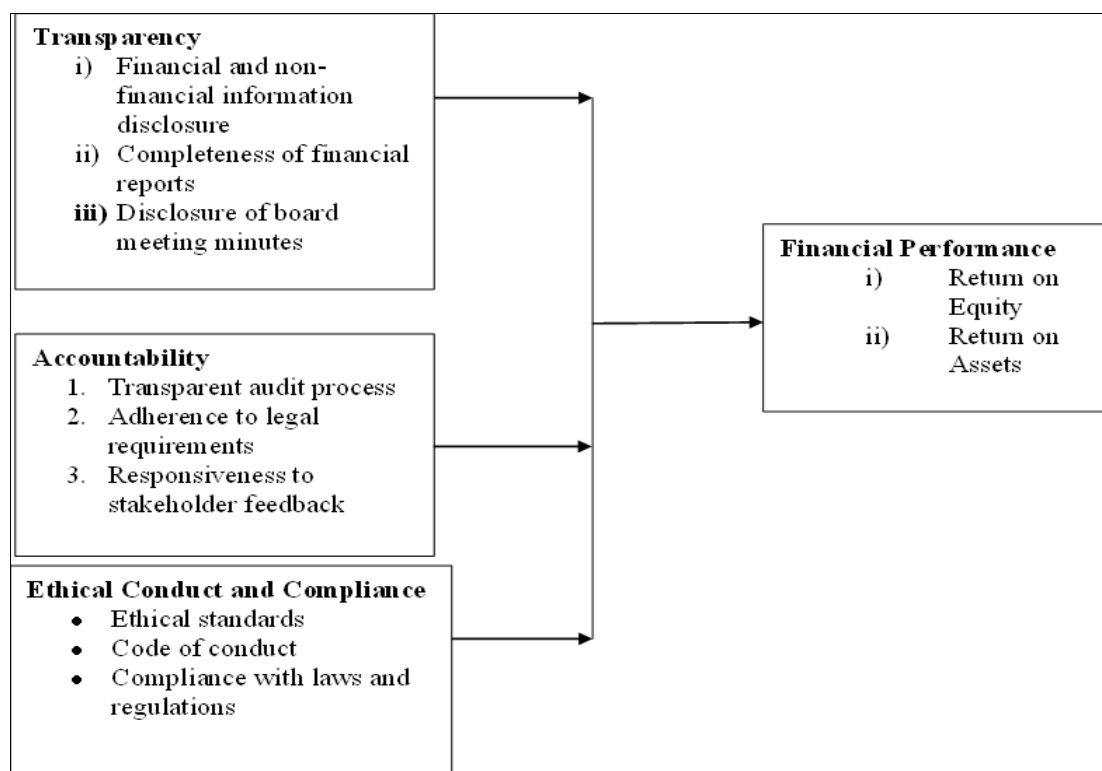 Transparency
i) Financial and non-
financial information
disclosure
ii) Completeness of financial
reports
iii) Disclosure of board
meeting minutes
Accountability
1. Transparent audit process
2. Adherence to legal
requirements
3. Responsiveness to
stakeholder feedback
Ethical Conduct and Compliance
• Ethical standards
• Code of conduct
• Compliance with laws and
regulations
Financial Performance
i) Return on
Equity
ii) Return on
Assets